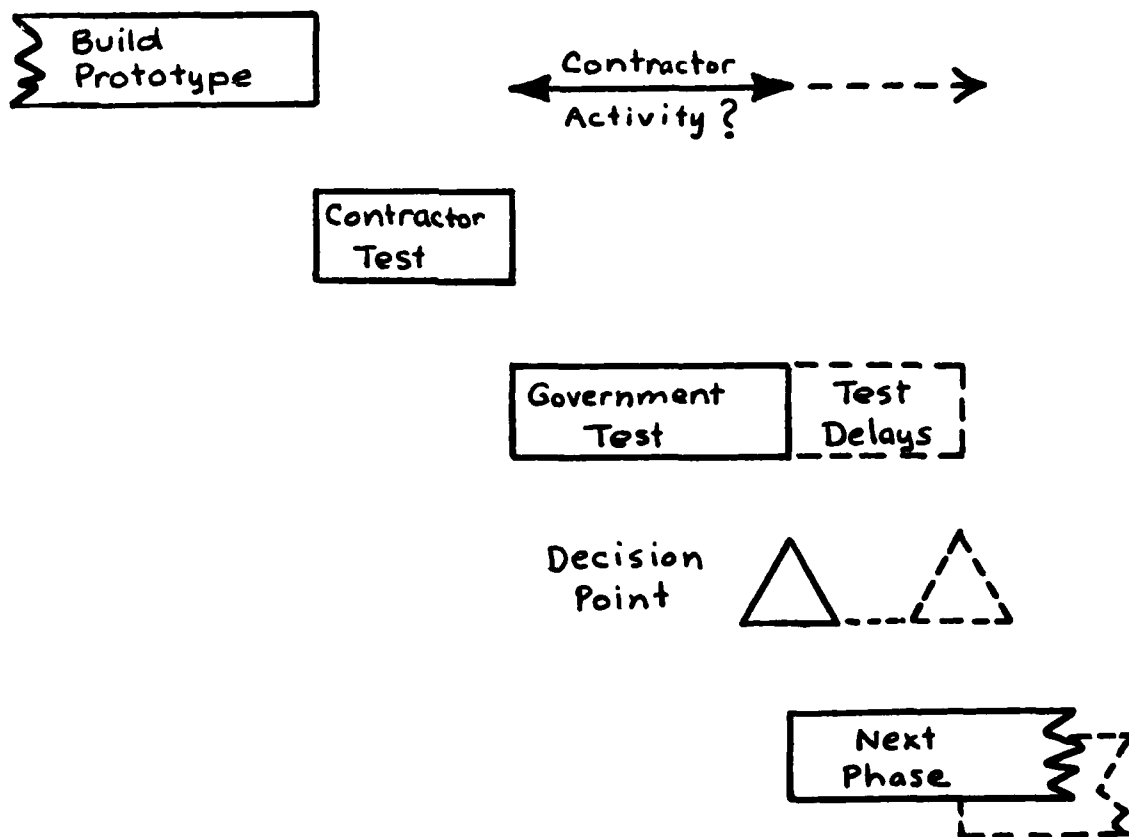 Build
Prototype
Contractor
Activity?
Contractor
Test
Government
Test
Test
Delays
Decision
Point
Next
Phase